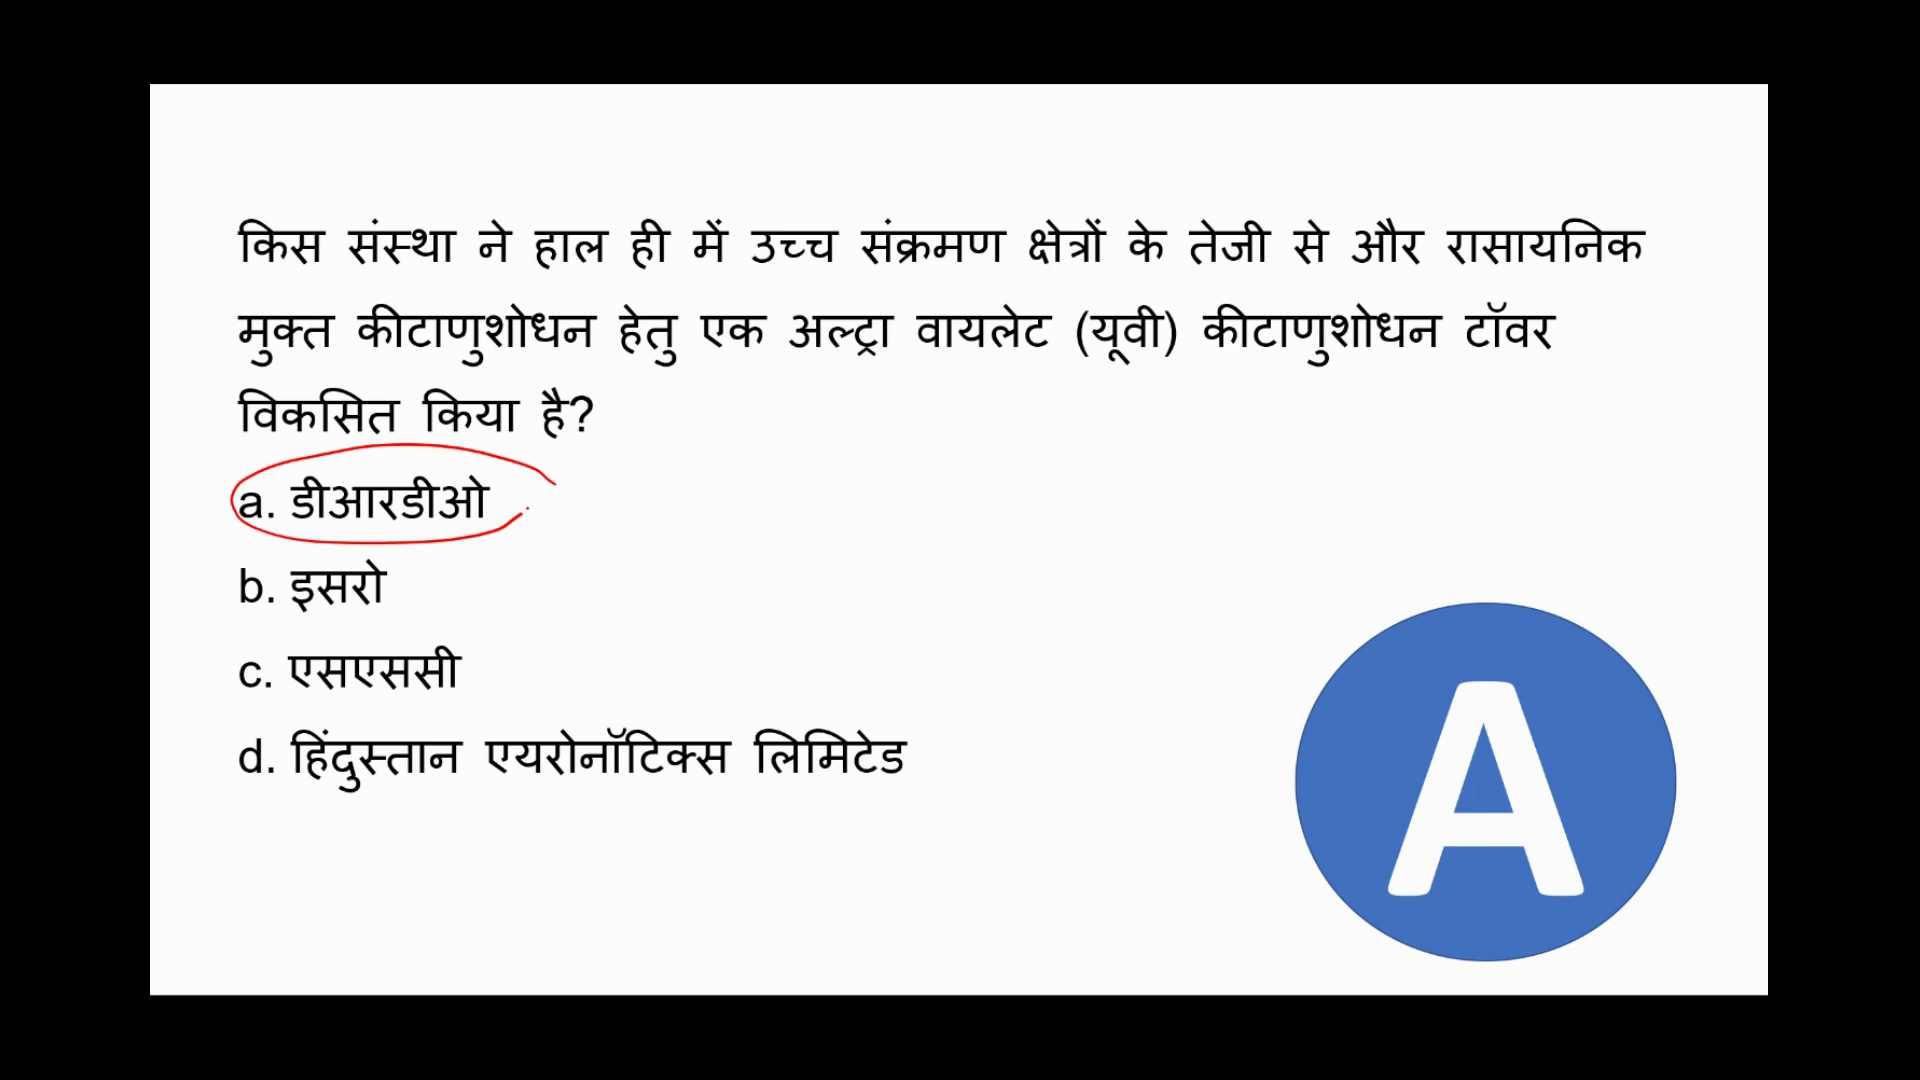 किस संस्था ने हाल ही में उच्च संक्रमण क्षेत्रों के तेजी से और रासायनिक
मुक्त कीटाणुशोधन हेतु एक अल्ट्रा वायलेट (यूवी) कीटाणुशोधन टॉवर
विकसित किया है?
a. डीआरडीओ
b. इसरो
c. एसएससी
d. हिंदुस्तान एयरोनॉटिक्स लिमिटेड
A